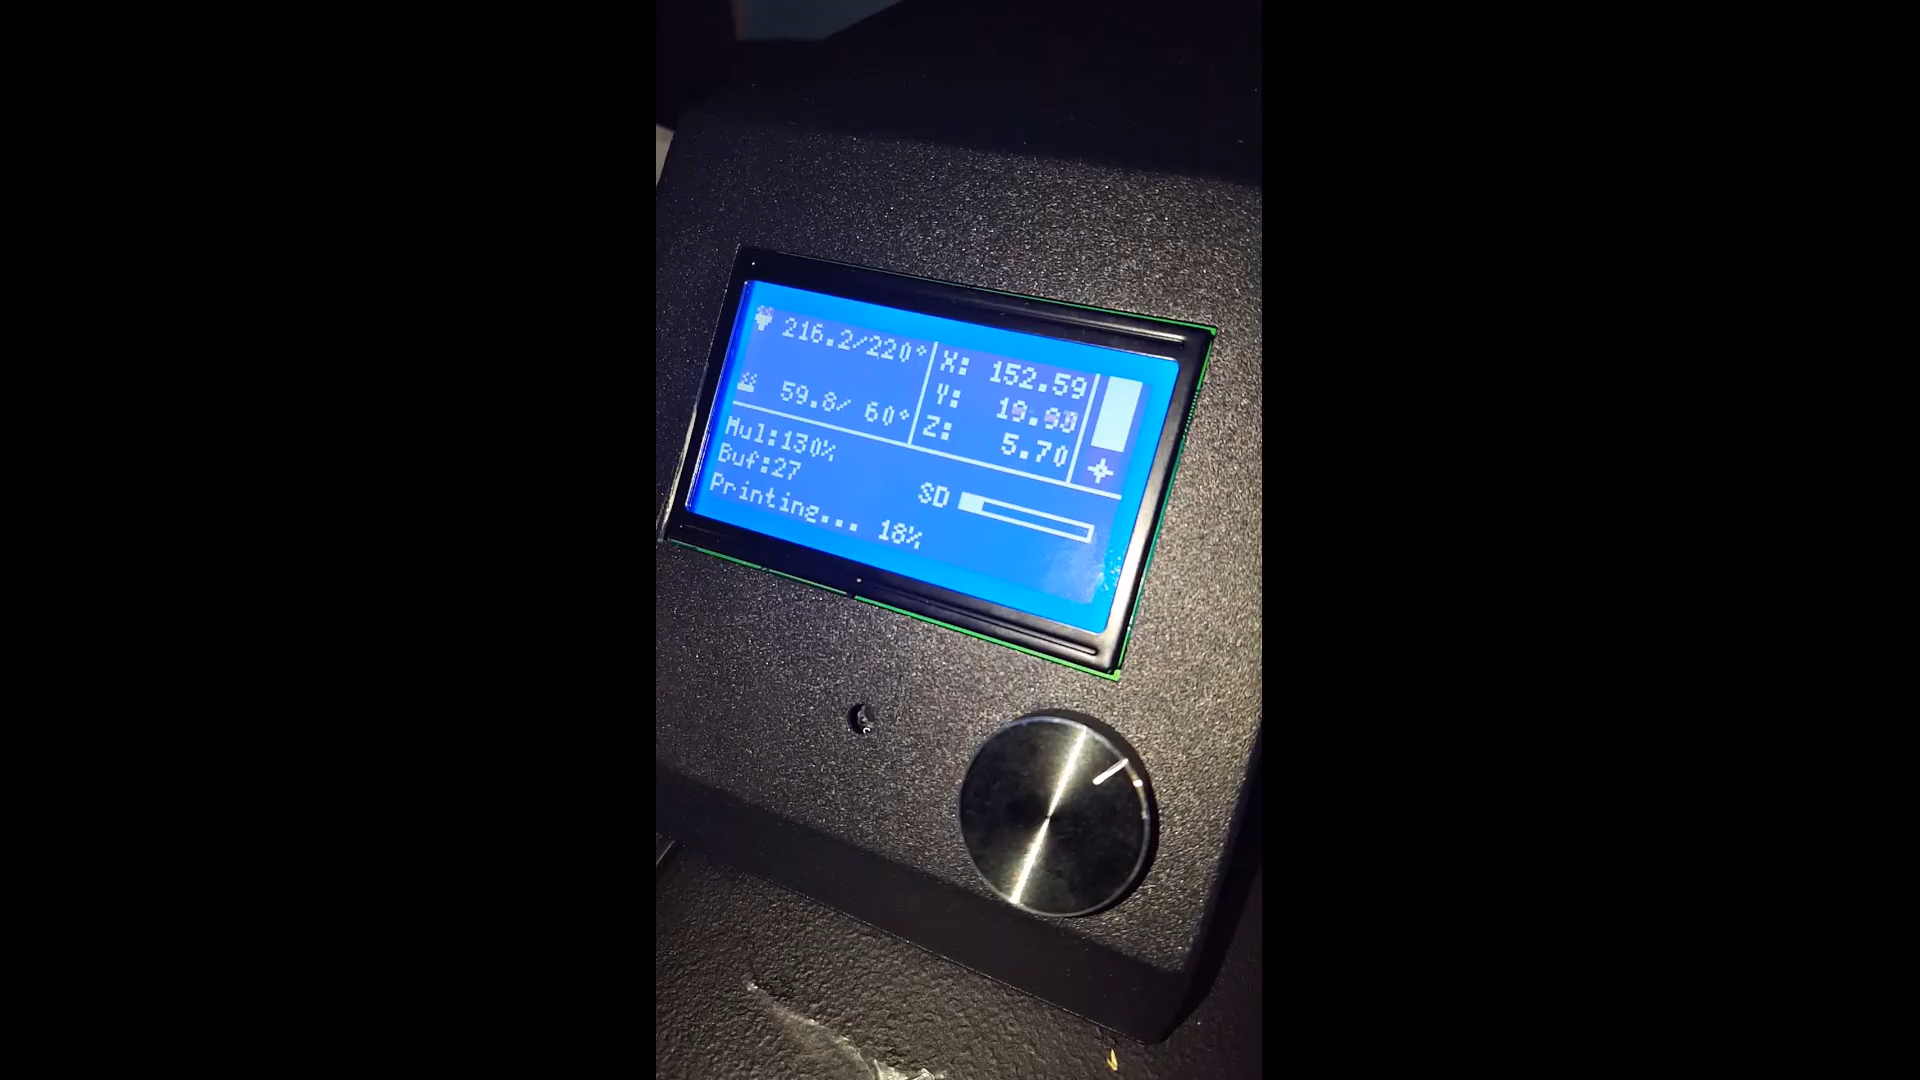 216.2/220°
59.8/ 60°
X: 152.59
Y:
Z: 5.70
Mul:130%
Buf:27
SD
Printing... 18%